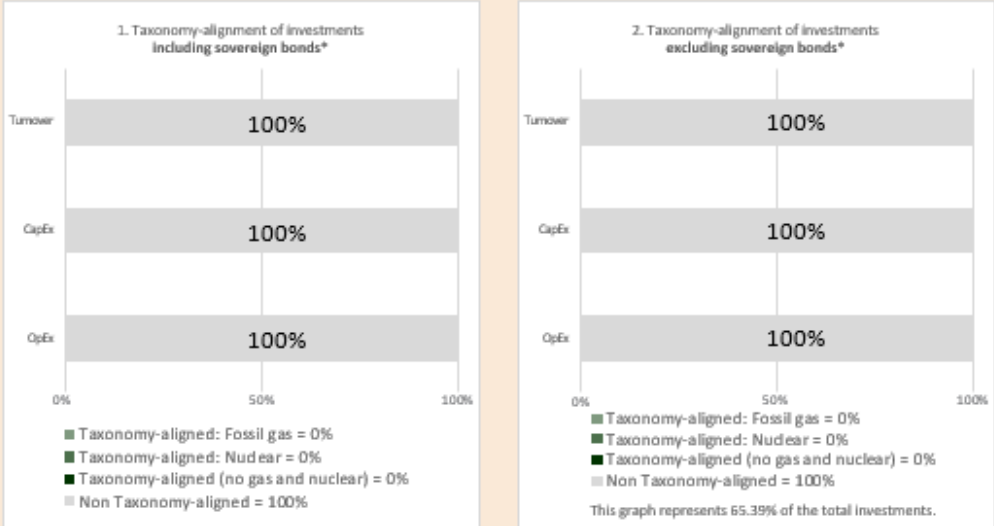 1. Taxonomy-alignment of investments
including sovereign bonds*
Turnover
100%
CapEx
100%
OpEx
100%
0%
50%
100%
Taxonomy-aligned: Fossil gas = 0%
Taxonomy-aligned: Nuclear = 0%
Taxonomy-aligned (no gas and nuclear) = 0%
Non Taxonomy-aligned = 100%
2. Taxonomy-alignment of investments
excluding sovereign bonds*
Turnover
100%
CapEx
100%
OpEx
100%
0%
50%
100%
Taxonomy-aligned: Fossil gas = 0%
Taxonomy-aligned: Nuclear = 0%
Taxonomy-aligned (no gas and nuclear) = 0%
Non Taxonomy-aligned = 100%
This graph represents 65.39% of the total investments.